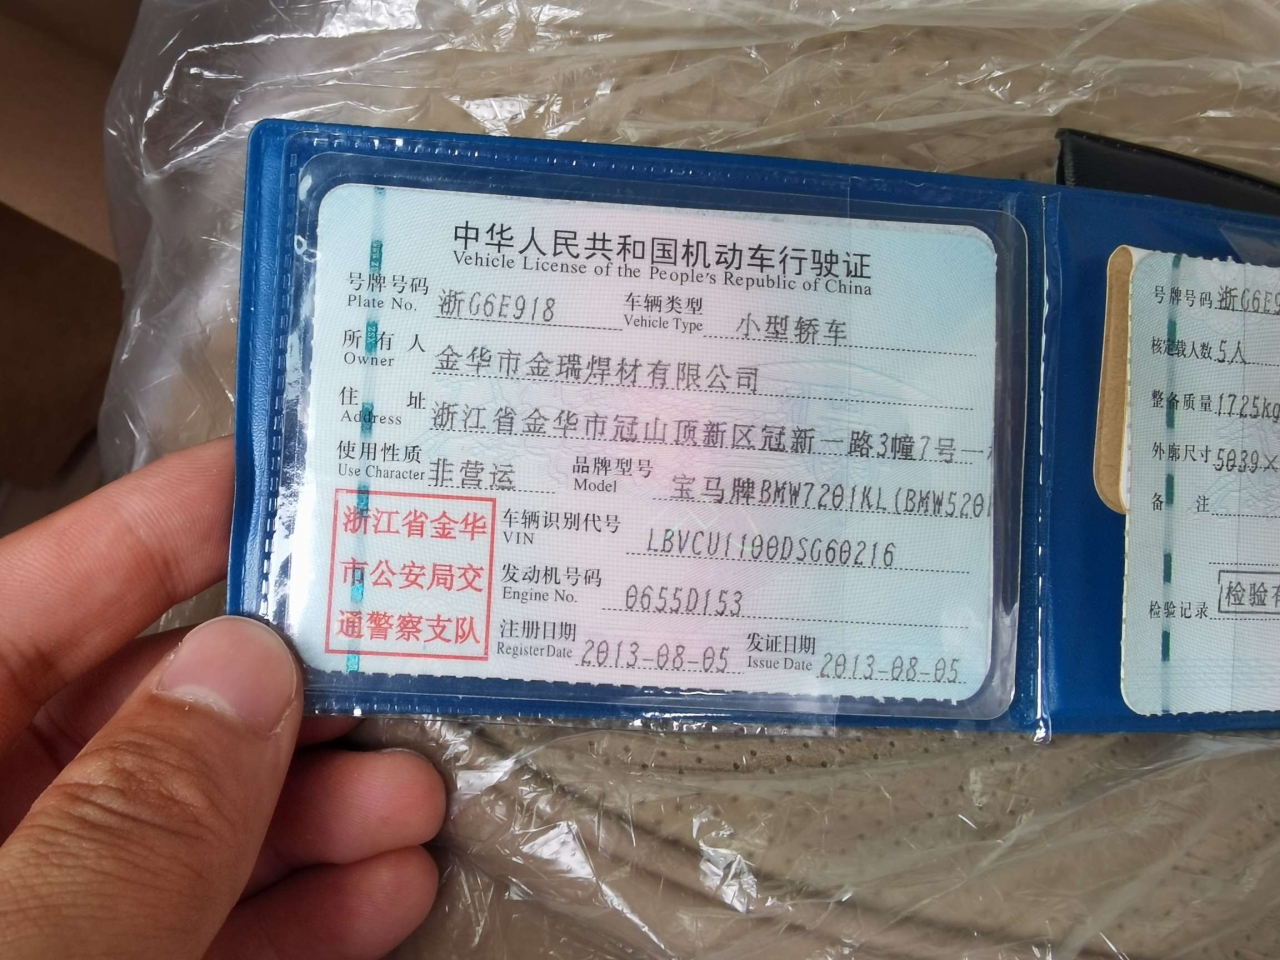 中华人民共和国机动车行驶证
Vehicle License of the People's Republic of China
号牌号码 浙G6E918 车辆类型 小型轿车
Plate No. Vehicle Type
所有人 金华市金瑞焊材有限公司
Owner
住址 浙江省金华市冠山顶新区冠新一路3幢7号一
Address
使用性质 非营运 品牌型号 宝马牌BMW7201KL(BMW520
Use Character Model
浙江省金华
市公安局交
通警察支队
车辆识别代号 LBVCU1100DSG60216
VIN
发动机号码 0655D153
Engine No.
注册日期 2013-08-05 发证日期 2013-08-05
Register Date Issue Date
号牌号码 浙G6E9
核定载人数 5人
整备质量 1725kg
外廓尺寸 5039×
备注
检验记录 检验有